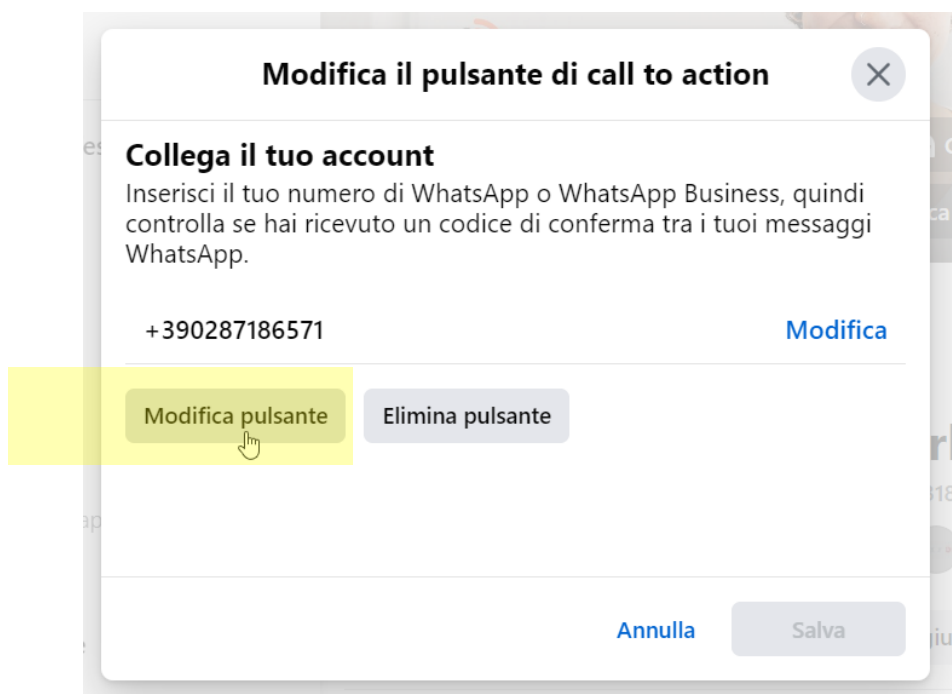 Modifica il pulsante di call to action
Collega il tuo account
Inserisci il tuo numero di WhatsApp o WhatsApp Business, quindi
controlla se hai ricevuto un codice di conferma tra i tuoi messaggi
WhatsApp.
+390287186571 Modifica
Modifica pulsante Elimina pulsante
Annulla Salva